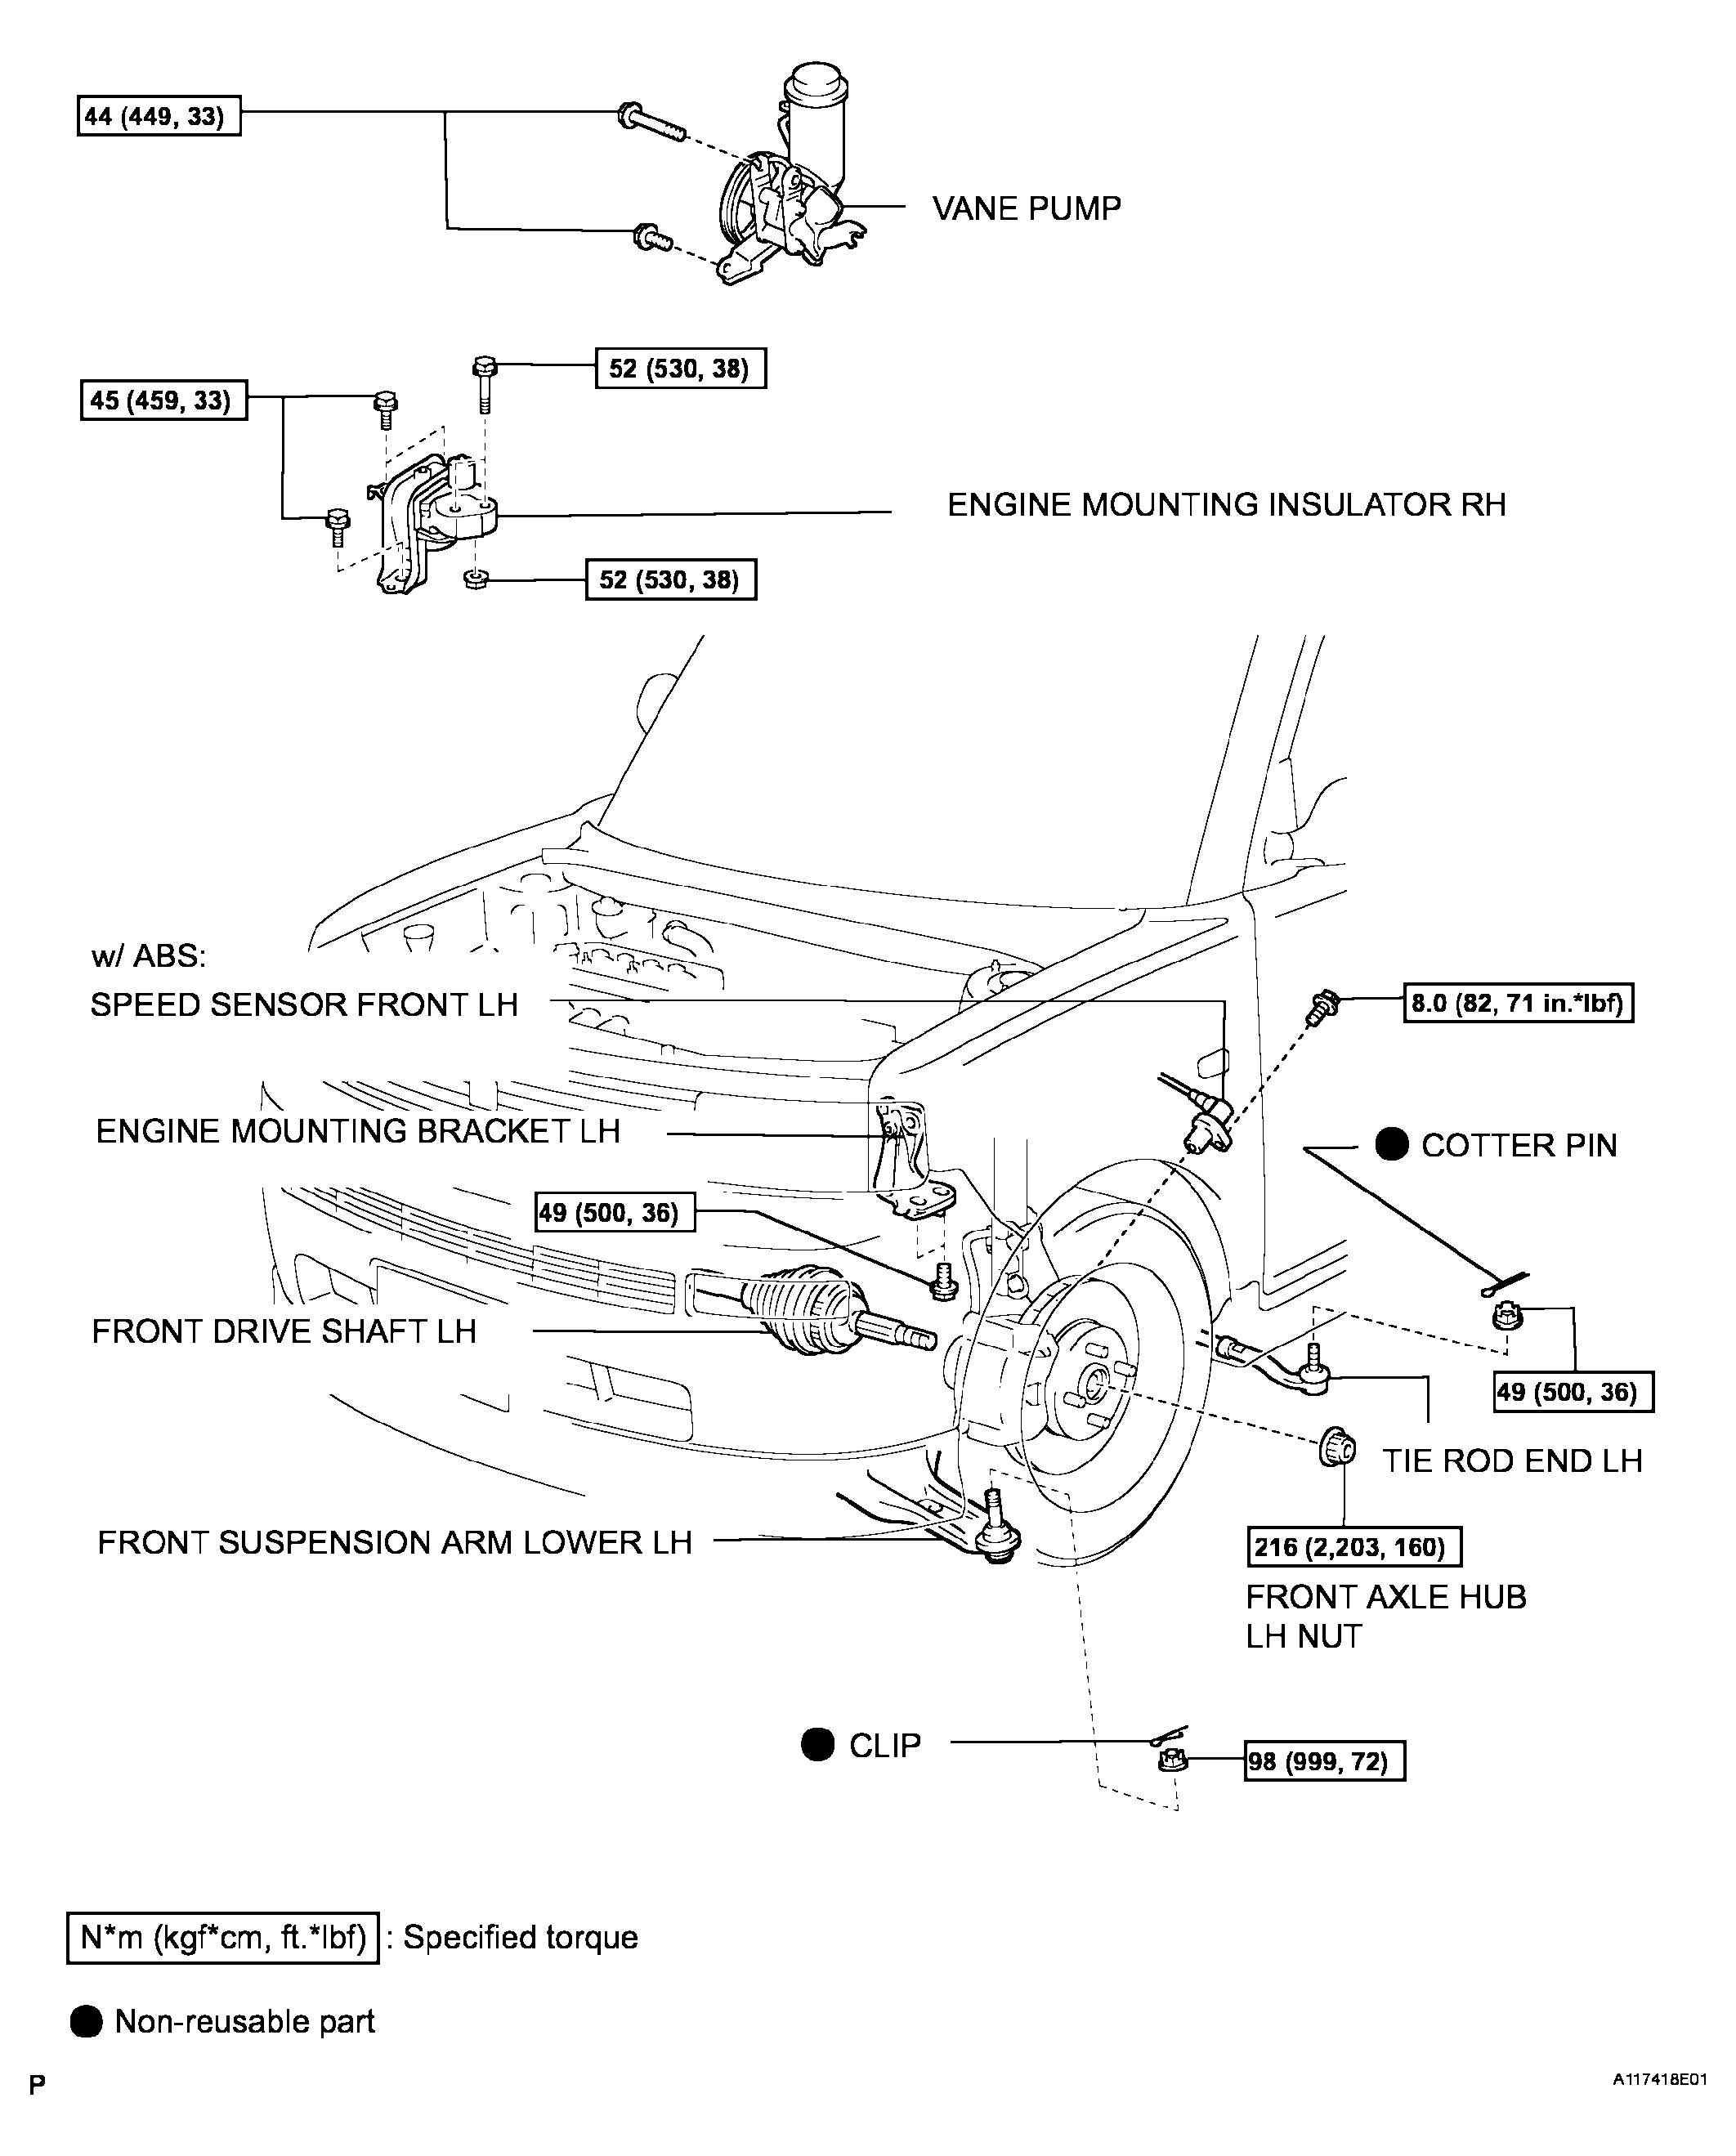 44 (449, 33)
VANE PUMP
52 (530, 38)
45 (459, 33)
ENGINE MOUNTING INSULATOR RH
52 (530, 38)
w/ ABS:
SPEED SENSOR FRONT LH
8.0 (82, 71 in.*lbf)
ENGINE MOUNTING BRACKET LH
COTTER PIN
49 (500, 36)
FRONT DRIVE SHAFT LH
49 (500, 36)
TIE ROD END LH
FRONT SUSPENSION ARM LOWER LH
216 (2,203, 160)
FRONT AXLE HUB
LH NUT
CLIP
98 (999, 72)
N*m (kgf*cm, ft.*lbf) : Specified torque
Non-reusable part
P
A117418E01